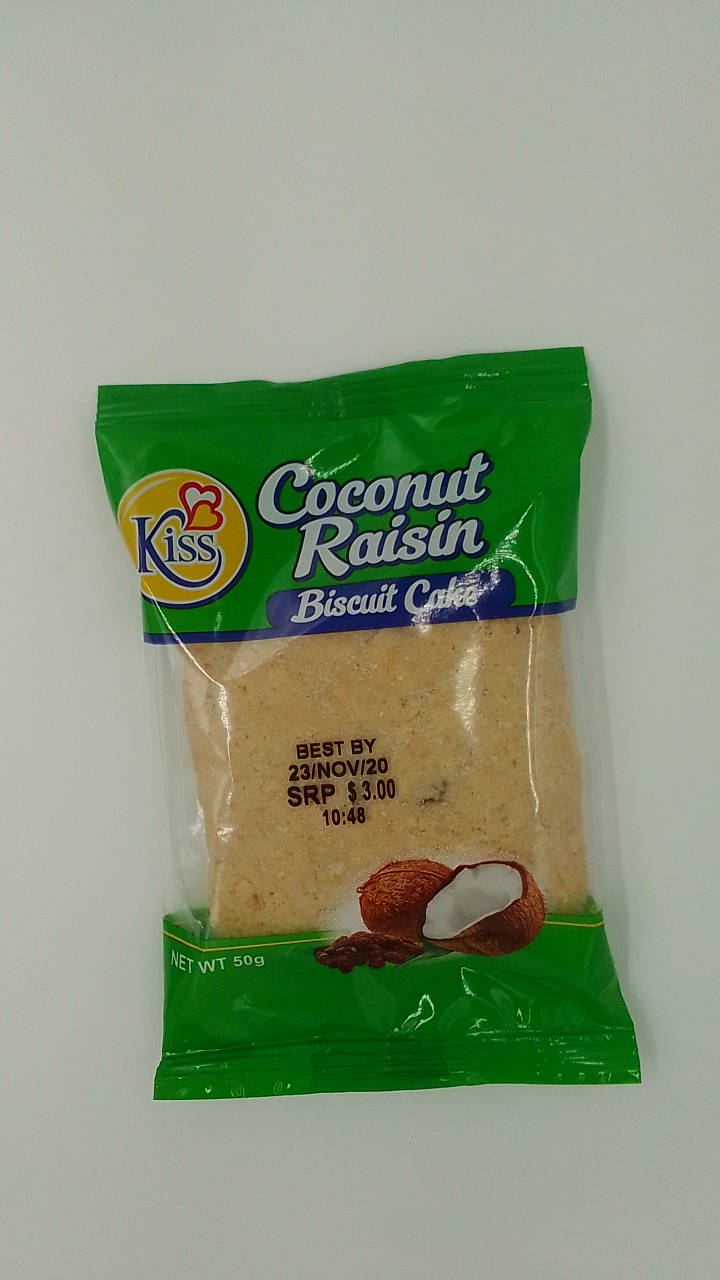 Kiss
Coconut
Raisin
Biscuit Cake
BEST BY
23/NOV/20
SRP $3.00
10:48
NET WT 50g